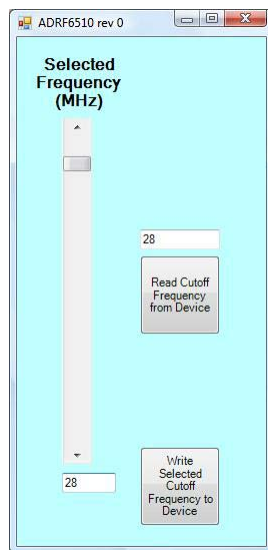 ADRF6510 rev 0
Selected
Frequency
(MHz)
28
Read Cutoff
Frequency
from Device
28
Write
Selected
Cutoff
Frequency to
Device